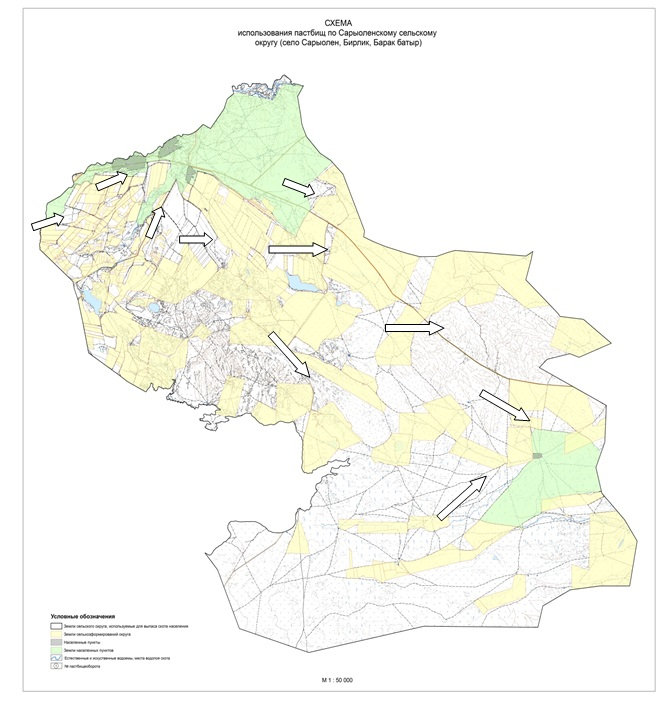 СХЕМА
использования пастбищ по Сарыоленскому сельскому
округу (село Сарыолен, Бирлик, Барак батыр)
Условные обозначения
Земли сельского округа, используемые для выпаса скота населения
Земли сельхозформирований округа
Населенные пункты
Земли населенных пунктов
Естественные и искуственные водоемы, места водопоя скота
№ пастбищеоборота
М 1 : 50 000